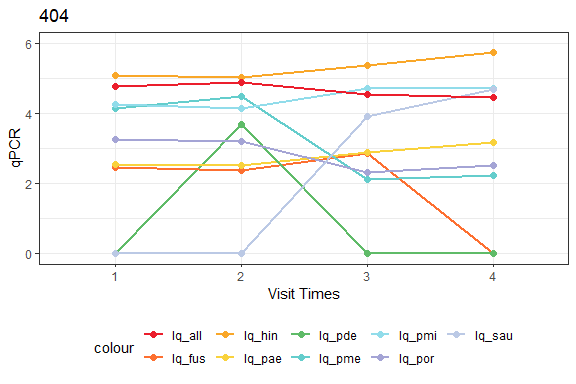 404
qPCR
6
4
2
0
1 2 3 4
Visit Times
colour
lq_all lq_hin lq_pde lq_pmi lq_sau
lq_fus lq_pae lq_pme lq_por